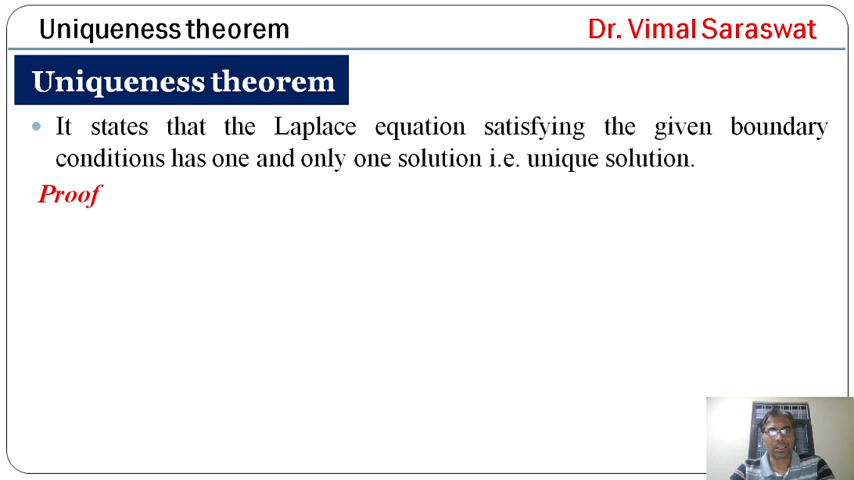 Uniqueness theorem
Dr. Vimal Saraswat
Uniqueness theorem
• It states that the Laplace equation satisfying the given boundary
conditions has one and only one solution i.e. unique solution.
Proof